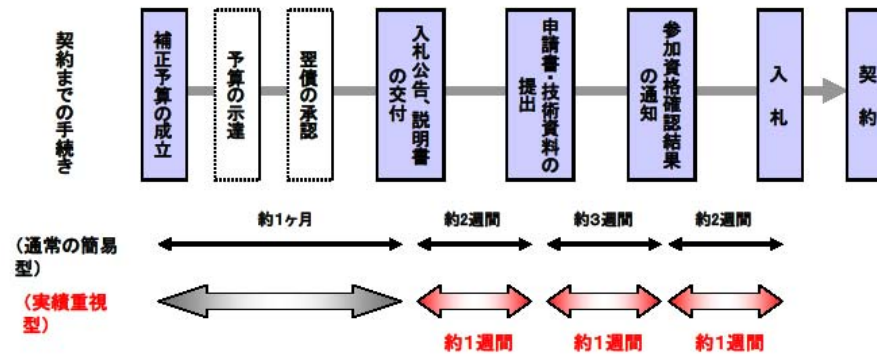 契約までの手続き
補正予算の成立
予算の示達
翌債の承認
入札公告、説明書
の交付
申請書・技術資料の
提出
参加資格確認結果
の通知
入札
契約
約1ヶ月
約2週間
約3週間
約2週間
（通常の簡易
型）
（実績重視
型）
約1週間
約1週間
約1週間